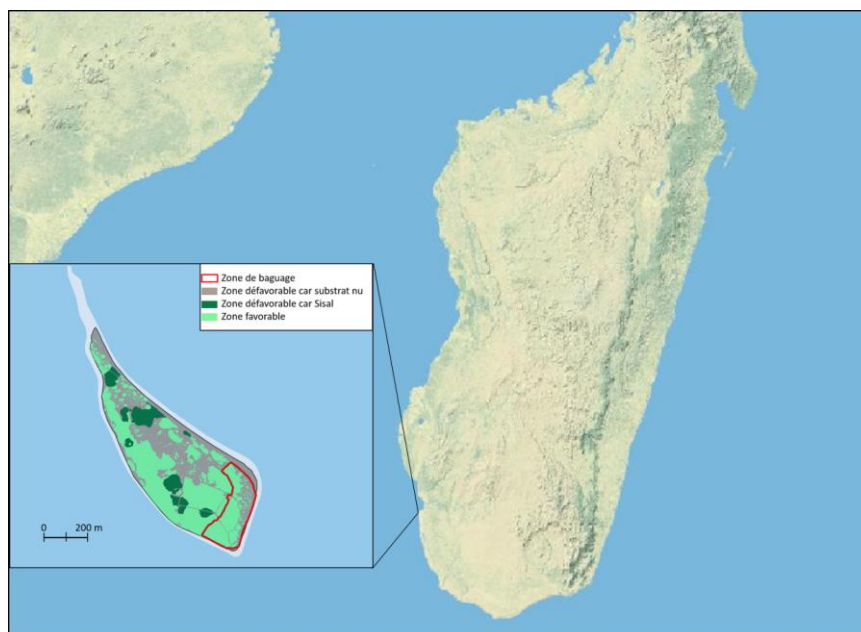 Zone de baguage
Zone défavorable car substrat nu
Zone défavorable car Sisal
Zone favorable
0 200 m